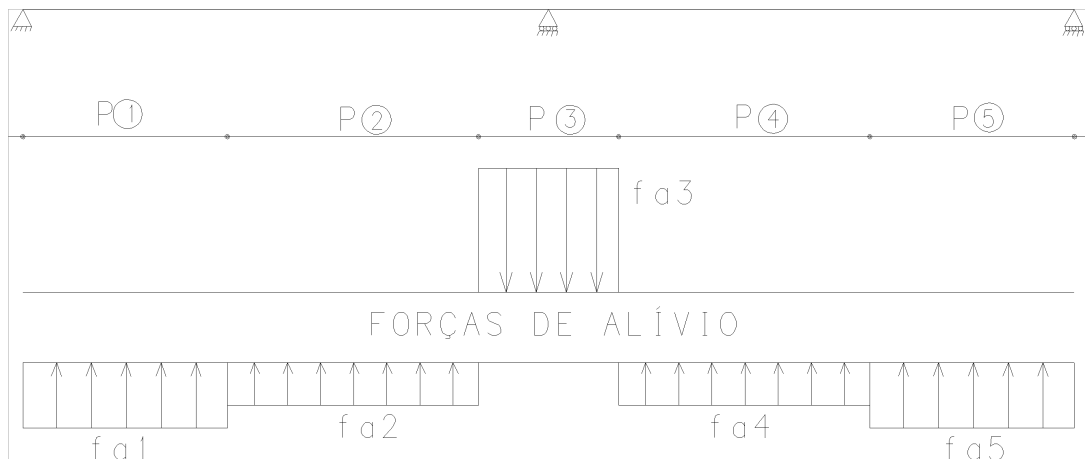 P① P② P③ P④ P⑤
fa3
FORÇAS DE ALÍVIO
fa2 fa4
fa1 fa5